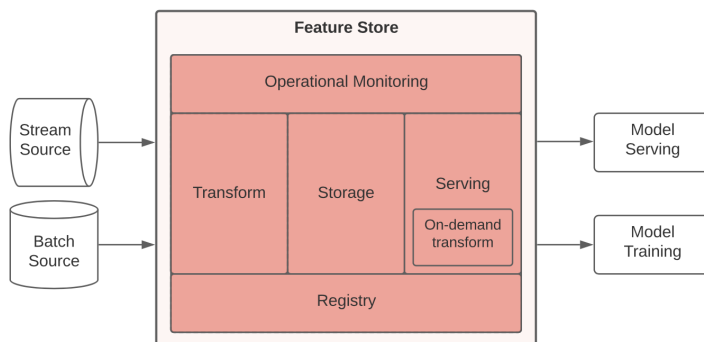 Feature Store
Operational Monitoring
Stream
Source
Batch
Source
Transform
Storage
Serving
On-demand
transform
Registry
Model
Serving
Model
Training